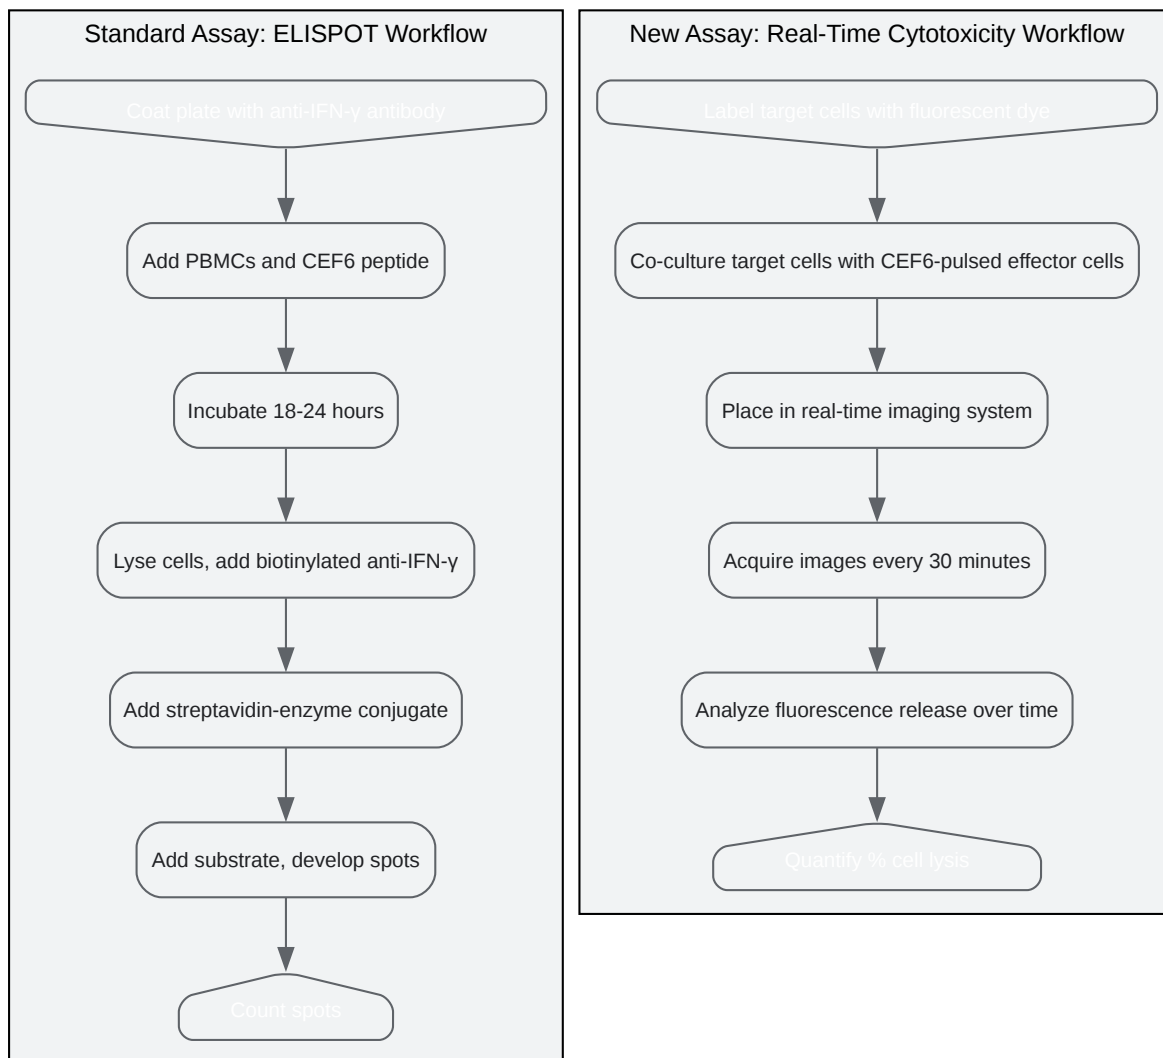 Standard Assay: ELISPOT Workflow
Coat plate with anti-IFN-γ antibody
Add PBMCs and CEF6 peptide
Incubate 18-24 hours
Lyse cells, add biotinylated anti-IFN-γ
Add streptavidin-enzyme conjugate
Add substrate, develop spots
Count spots
New Assay: Real-Time Cytotoxicity Workflow
Label target cells with fluorescent dye
Co-culture target cells with CEF6-pulsed effector cells
Place in real-time imaging system
Acquire images every 30 minutes
Analyze fluorescence release over time
Quantify % cell lysis